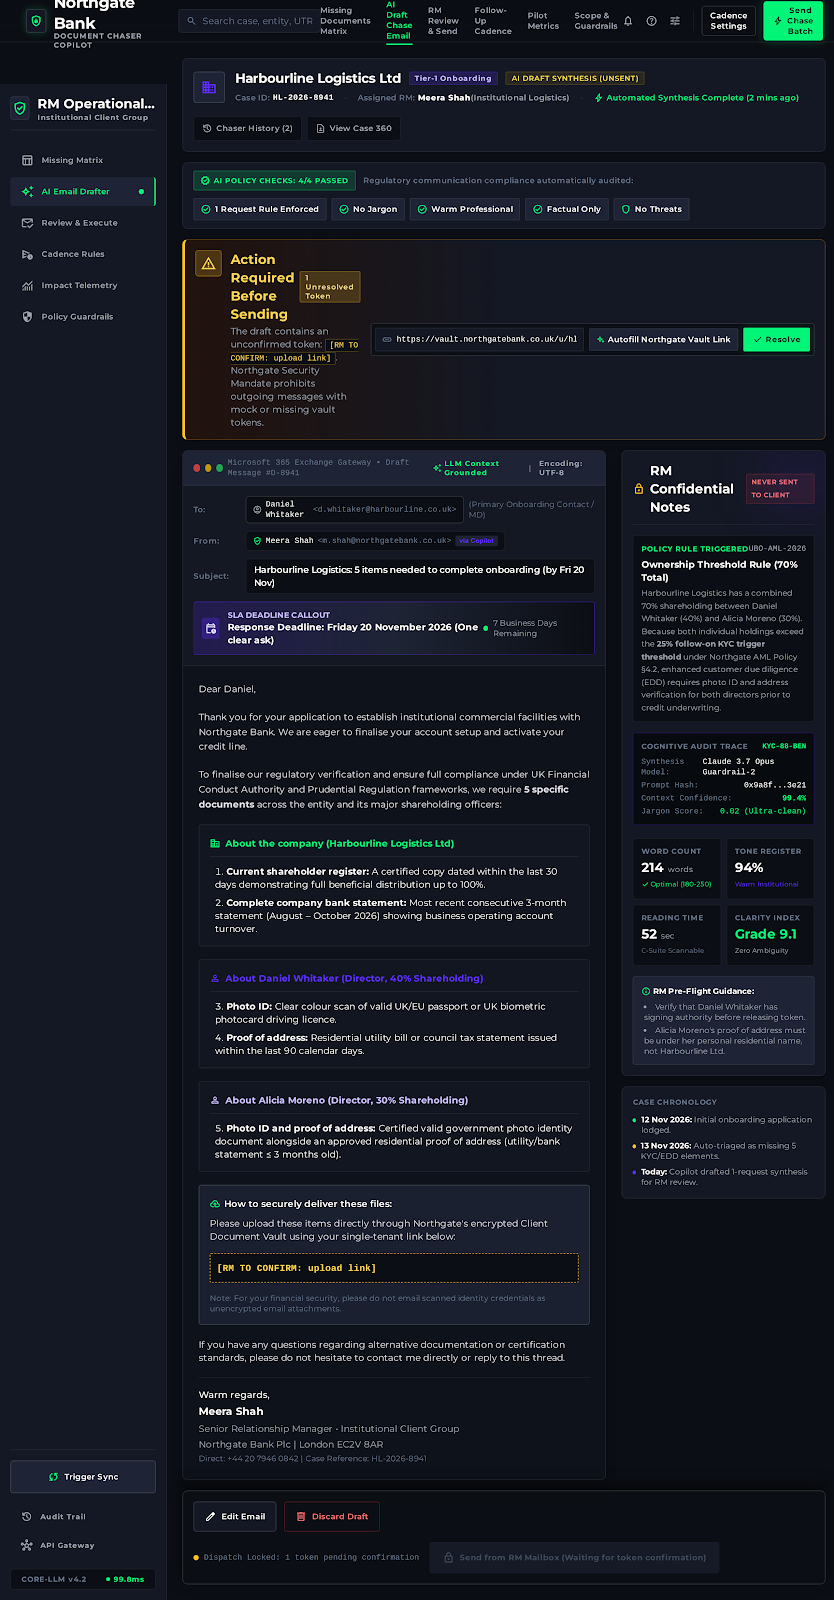 Northgate
Bank
DOCUMENT CHASER
COPILOT
Search case, entity, UTR
Missing
Documents
Matrix
AI
Draft
Chase
Email
RM
Review
& Send
Follow-
Up
Cadence
Pilot
Metrics
Scope &
Guardrails
Cadence
Settings
Send
Chase
Batch
RM Operational...
Institutional Client Group
Missing Matrix
AI Email Drafter
Review & Execute
Cadence Rules
Impact Telemetry
Policy Guardrails
Trigger Sync
Audit Trail
API Gateway
CORE-LLM v4.2
99.8ms
Harbourline Logistics Ltd
Tier-1 Onboarding
AI DRAFT SYNTHESIS (UNSENT)
Case ID: HL-2026-8941
Assigned RM: Meera Shah(Institutional Logistics)
Automated Synthesis Complete (2 mins ago)
Chaser History (2)
View Case 360
AI POLICY CHECKS: 4/4 PASSED
Regulatory communication compliance automatically audited:
1 Request Rule Enforced
No Jargon
Warm Professional
Factual Only
No Threats
Action
Required
Before
Sending
1
Unresolved
Token
The draft contains an
unconfirmed token: [RM TO
CONFIRM: upload link].
Northgate Security
Mandate prohibits
outgoing messages with
mock or missing vault
tokens.
https://vault.northgatebank.co.uk/u/hl
Autofill Northgate Vault Link
Resolve
Microsoft 365 Exchange Gateway • Draft
Message #D-8941
LLM Context
Grounded
|
Encoding:
UTF-8
To:
Daniel
Whitaker
<d.whitaker@harbourline.co.uk>
(Primary Onboarding Contact /
MD)
From:
Meera Shah <m.shah@northgatebank.co.uk> via Copilot
Subject:
Harbourline Logistics: 5 items needed to complete onboarding (by Fri 20
Nov)
SLA DEADLINE CALLOUT
Response Deadline: Friday 20 November 2026 (One
clear ask)
7 Business Days
Remaining
Dear Daniel,
Thank you for your application to establish institutional commercial facilities with
Northgate Bank. We are eager to finalise your account setup and activate your
credit line.
To finalise our regulatory verification and ensure full compliance under UK Financial
Conduct Authority and Prudential Regulation frameworks, we require 5 specific
documents across the entity and its major shareholding officers:
About the company (Harbourline Logistics Ltd)
1. Current shareholder register: A certified copy dated within the last 30
days demonstrating full beneficial distribution up to 100%.
2. Complete company bank statement: Most recent consecutive 3-month
statement (August – October 2026) showing business operating account
turnover.
About Daniel Whitaker (Director, 40% Shareholding)
3. Photo ID: Clear colour scan of valid UK/EU passport or UK biometric
photocard driving licence.
4. Proof of address: Residential utility bill or council tax statement issued
within the last 90 calendar days.
About Alicia Moreno (Director, 30% Shareholding)
5. Photo ID and proof of address: Certified valid government photo identity
document alongside an approved residential proof of address (utility/bank
statement ≤ 3 months old).
How to securely deliver these files:
Please upload these items directly through Northgate's encrypted Client
Document Vault using your single-tenant link below:
[RM TO CONFIRM: upload link]
Note: For your financial security, please do not email scanned identity credentials as
unencrypted email attachments.
If you have any questions regarding alternative documentation or certification
standards, please do not hesitate to contact me directly or reply to this thread.
Warm regards,
Meera Shah
Senior Relationship Manager - Institutional Client Group
Northgate Bank Plc | London EC2V 8AR
Direct: +44 20 7946 0842 | Case Reference: HL-2026-8941
RM
Confidential
Notes
NEVER SENT
TO CLIENT
POLICY RULE TRIGGERED
UBO-AML-2026
Ownership Threshold Rule (70%
Total)
Harbourline Logistics has a combined
70% shareholding between Daniel
Whitaker (40%) and Alicia Moreno (30%).
Because both individual holdings exceed
the 25% follow-on KYC trigger
threshold under Northgate AML Policy
§4.2, enhanced customer due diligence
(EDD) requires photo ID and address
verification for both directors prior to
credit underwriting.
COGNITIVE AUDIT TRACE
KYC-88-BEN
Synthesis
Model:
Claude 3.7 Opus
Guardrail-2
Prompt Hash: 0x9a8f...3e21
Context Confidence: 99.4%
Jargon Score: 0.02 (Ultra-clean)
WORD COUNT
214 words
Optimal (180-250)
TONE REGISTER
94%
Warm Institutional
READING TIME
52 sec
C-Suite Scannable
CLARITY INDEX
Grade 9.1
Zero Ambiguity
RM Pre-Flight Guidance:
• Verify that Daniel Whitaker has
signing authority before releasing token.
• Alicia Moreno's proof of address must
be under her personal residential name,
not Harbourline Ltd.
CASE CHRONOLOGY
12 Nov 2026: Initial onboarding application
lodged.
13 Nov 2026: Auto-triaged as missing 5
KYC/EDD elements.
Today: Copilot drafted 1-request synthesis
for RM review.
Edit Email
Discard Draft
Dispatch Locked: 1 token pending confirmation
Send from RM Mailbox (Waiting for token confirmation)